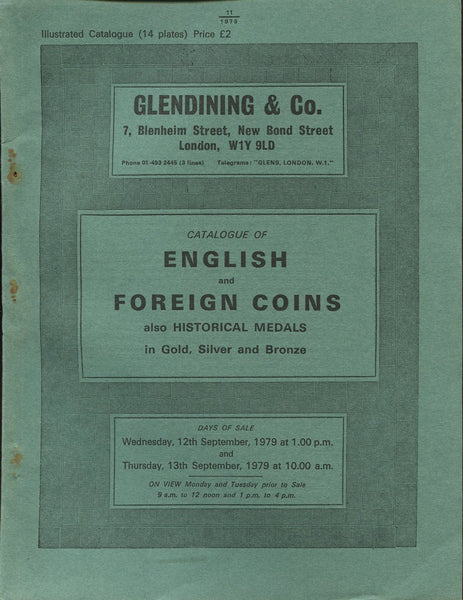 11
1979
Illustrated Catalogue (14 plates) Price £2
GLENDINING & Co.
7, Blenheim Street, New Bond Street
London, W1Y 9LD
Phone 01-493 2445 (3 lines) Telegrams: "GLENS, LONDON, W.1."
CATALOGUE OF
ENGLISH
and
FOREIGN COINS
also HISTORICAL MEDALS
in Gold, Silver and Bronze
DAYS OF SALE
Wednesday, 12th September, 1979 at 1.00 p.m.
and
Thursday, 13th September, 1979 at 10.00 a.m.
ON VIEW Monday and Tuesday prior to Sale
9 a.m. to 12 noon and 1 p.m. to 4 p.m.